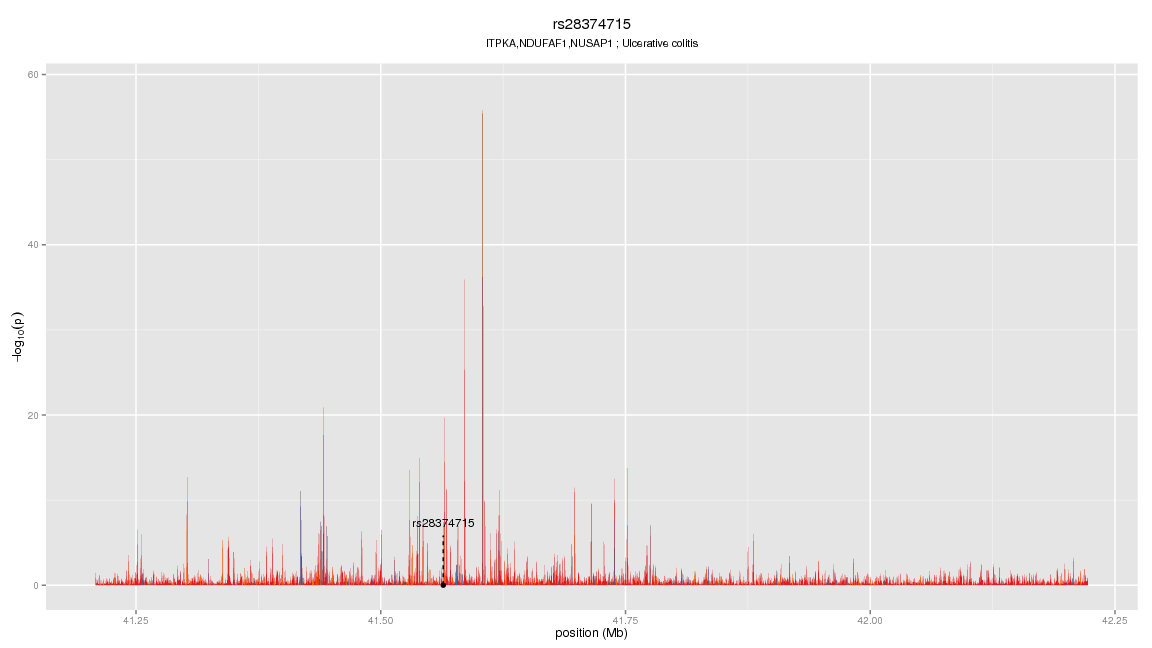 rs28374715
ITPKA,NDUFAF1,NUSAP1 ; Ulcerative colitis
60
40
20
0
−log10(p)
rs28374715
41.25 41.50 41.75 42.00 42.25
position (Mb)